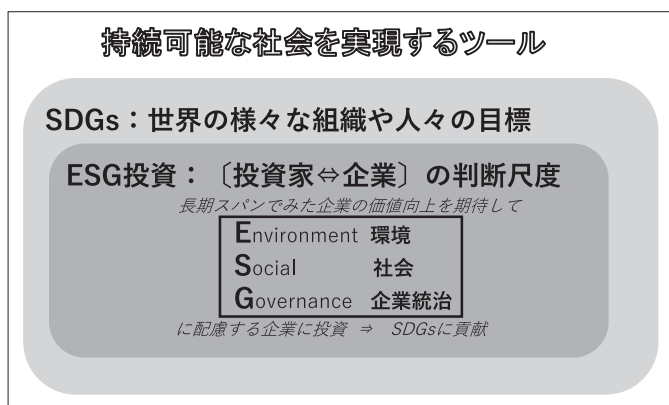 持続可能な社会を実現するツール
SDGs：世界の様々な組織や人々の目標
ESG投資：〔投資家⇔企業〕の判断尺度
長期スパンでみた企業の価値向上を期待して
Environment 環境
Social 社会
Governance 企業統治
に配慮する企業に投資 ⇒ SDGsに貢献